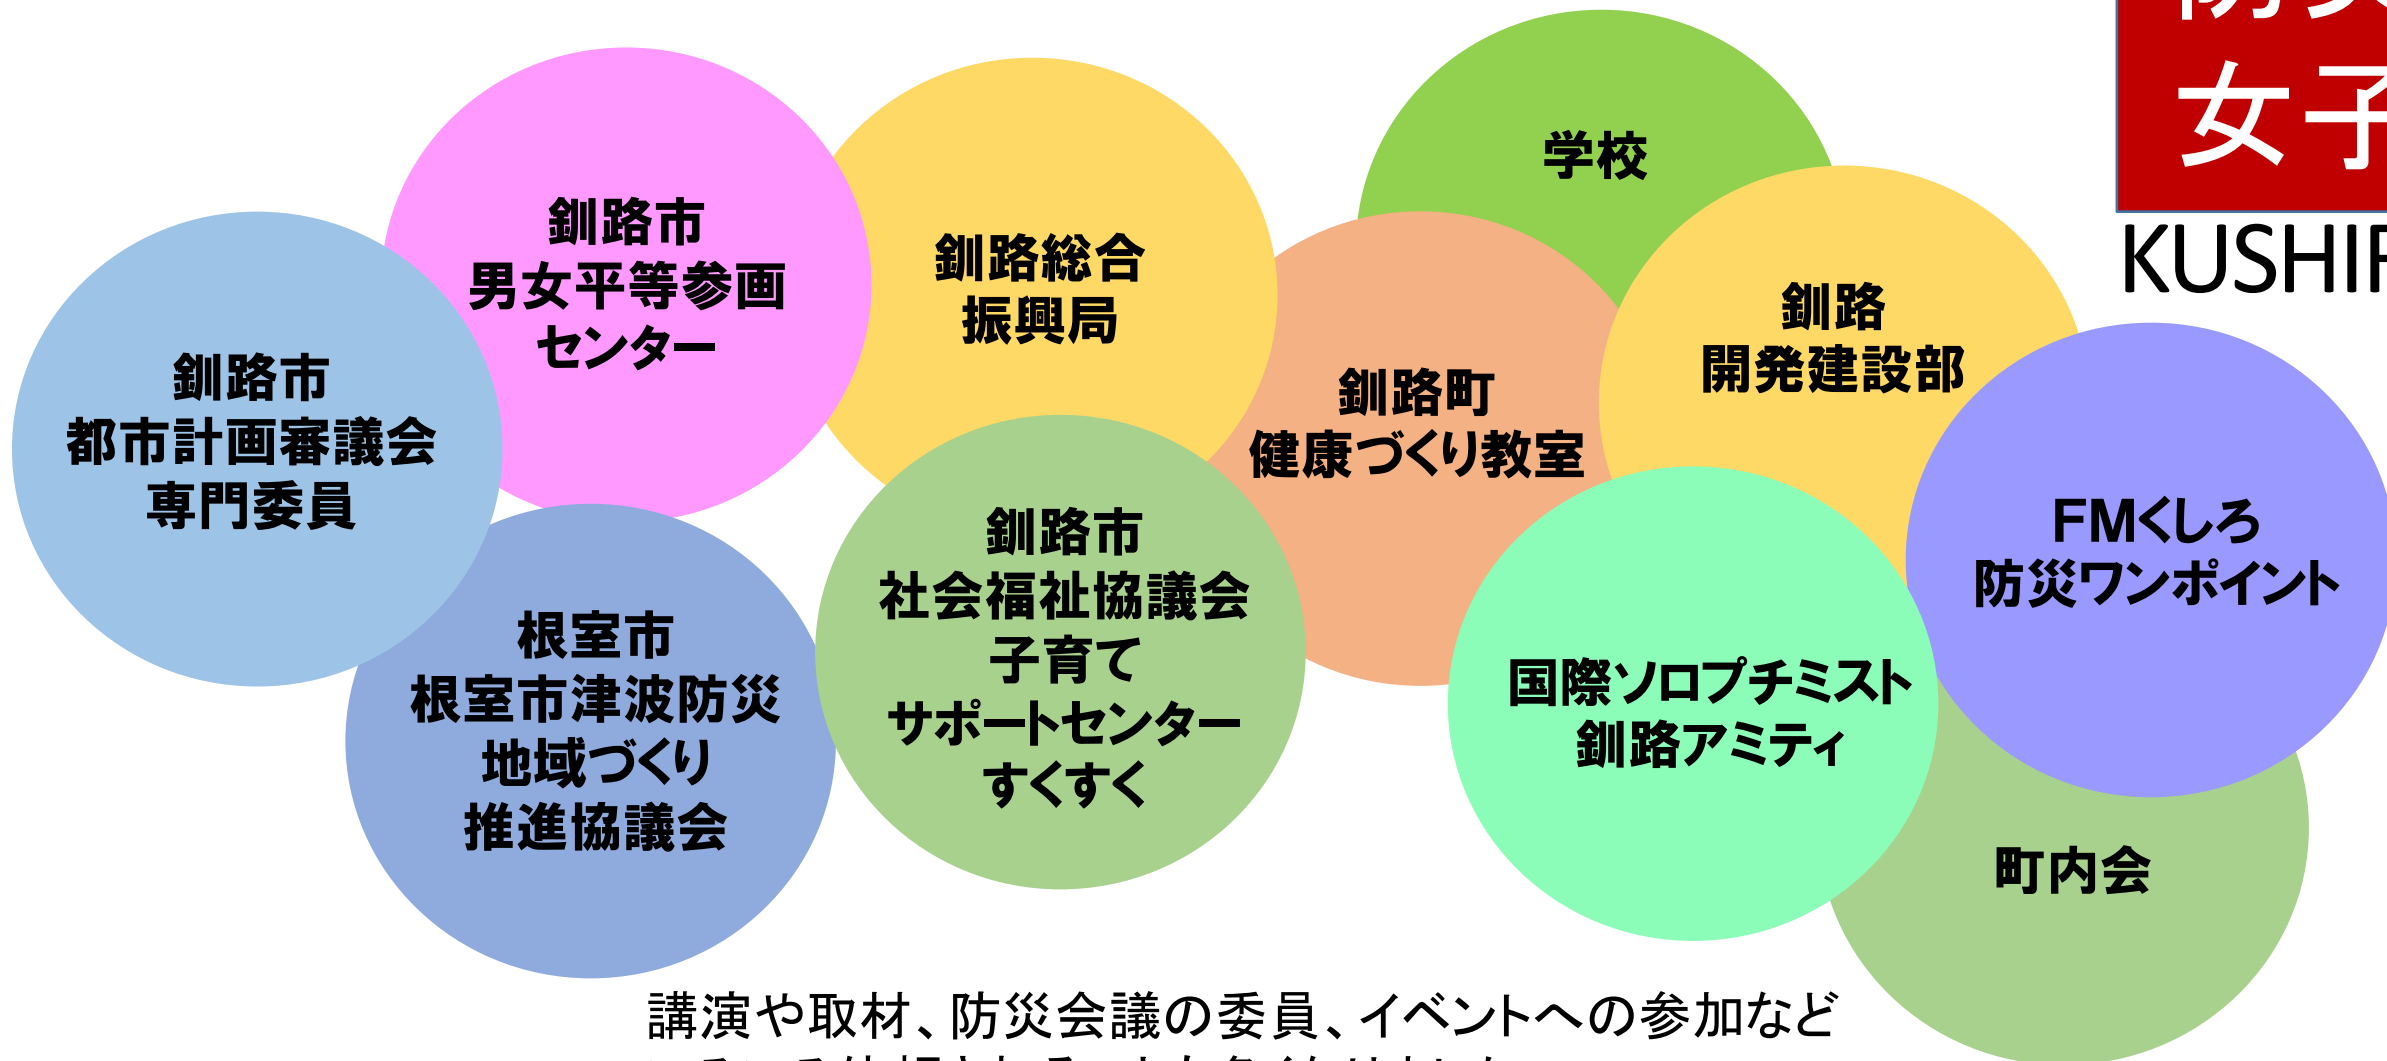 女子
KUSHI
学校
釧路市
男女平等参画
センター
釧路総合
振興局
釧路
開発建設部
釧路市
都市計画審議会
専門委員
釧路町
健康づくり教室
FMくしろ
防災ワンポイント
釧路市
社会福祉協議会
子育て
サポートセンター
すくすく
根室市
根室市津波防災
地域づくり
推進協議会
国際ソロプチミスト
釧路アミティ
町内会
講演や取材、防災会議の委員、イベントへの参加など